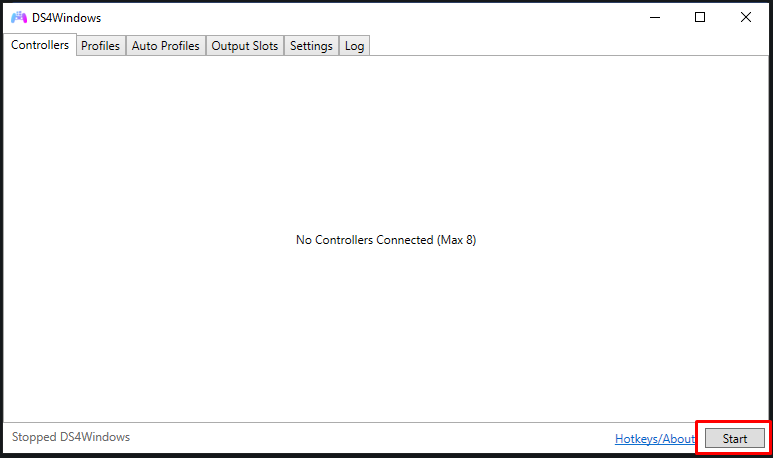 DS4Windows
Controllers Profiles Auto Profiles Output Slots Settings Log
No Controllers Connected (Max 8)
Stopped DS4Windows Hotkeys/About Start